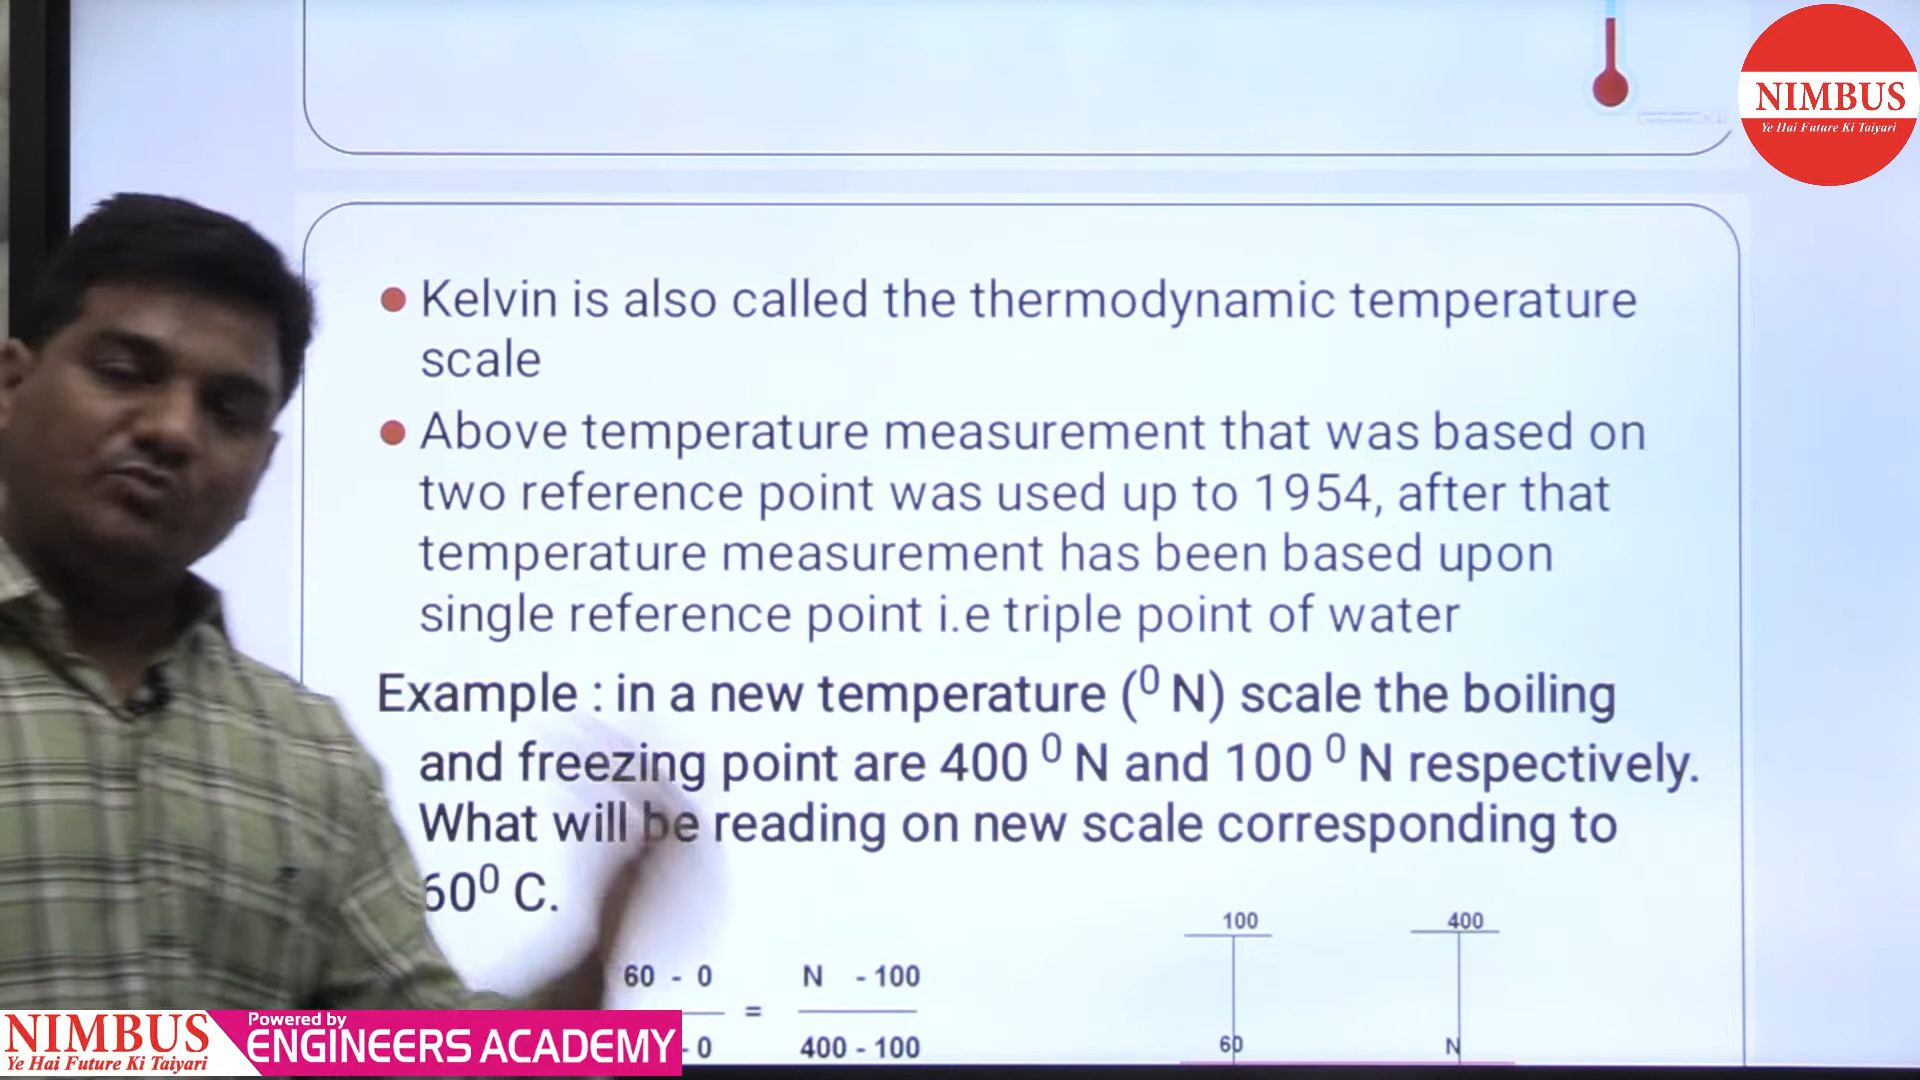 NIMBUS
Ye Hai Future Ki Taiyari
Kelvin is also called the thermodynamic temperature
scale
Above temperature measurement that was based on
two reference point was used up to 1954, after that
temperature measurement has been based upon
single reference point i.e triple point of water
Example : in a new temperature (⁰ N) scale the boiling
and freezing point are 400 ⁰ N and 100 ⁰ N respectively.
What will be reading on new scale corresponding to
60⁰ C.
100 400
60 - 0 N - 100
=
- 0 400 - 100
60 N
NIMBUS
Ye Hai Future Ki Taiyari
Powered by
ENGINEERS ACADEMY